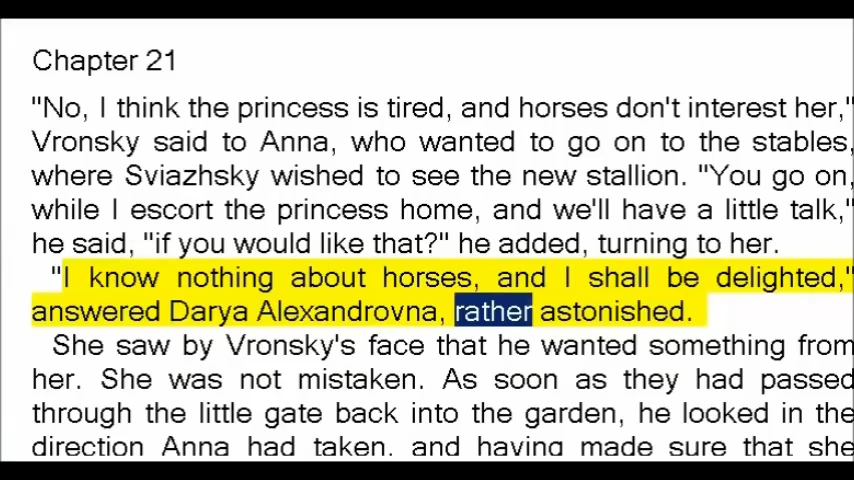 Chapter 21
"No, I think the princess is tired, and horses don't interest her,"
Vronsky said to Anna, who wanted to go on to the stables,
where Sviazhsky wished to see the new stallion. "You go on,
while I escort the princess home, and we'll have a little talk,"
he said, "if you would like that?" he added, turning to her.
"I know nothing about horses, and I shall be delighted,"
answered Darya Alexandrovna, rather astonished.
She saw by Vronsky's face that he wanted something from
her. She was not mistaken. As soon as they had passed
through the little gate back into the garden, he looked in the
direction Anna had taken, and having made sure that she